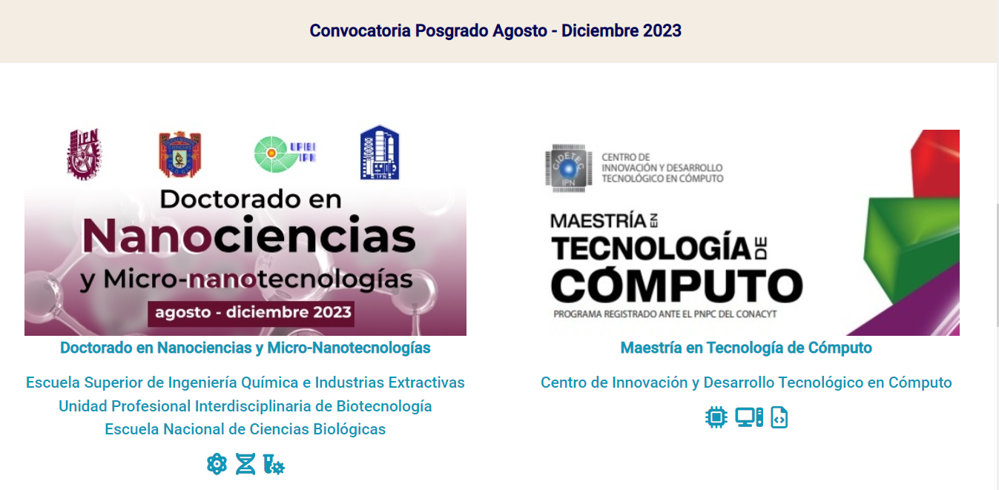 Convocatoria Posgrado Agosto - Diciembre 2023
IPN
CIENCIAS
UPIBI
IPN
IPN
Doctorado en
Nanociencias
y Micro-nanotecnologías
agosto - diciembre 2023
Doctorado en Nanociencias y Micro-Nanotecnologías
Escuela Superior de Ingeniería Química e Industrias Extractivas
Unidad Profesional Interdisciplinaria de Biotecnología
Escuela Nacional de Ciencias Biológicas
CIDETEC
IPN
CENTRO DE
INNOVACIÓN Y DESARROLLO
TECNOLÓGICO EN CÓMPUTO
MAESTRÍA EN
TECNOLOGÍA DE
CÓMPUTO
PROGRAMA REGISTRADO ANTE EL PNPC DEL CONACYT
Maestría en Tecnología de Cómputo
Centro de Innovación y Desarrollo Tecnológico en Cómputo